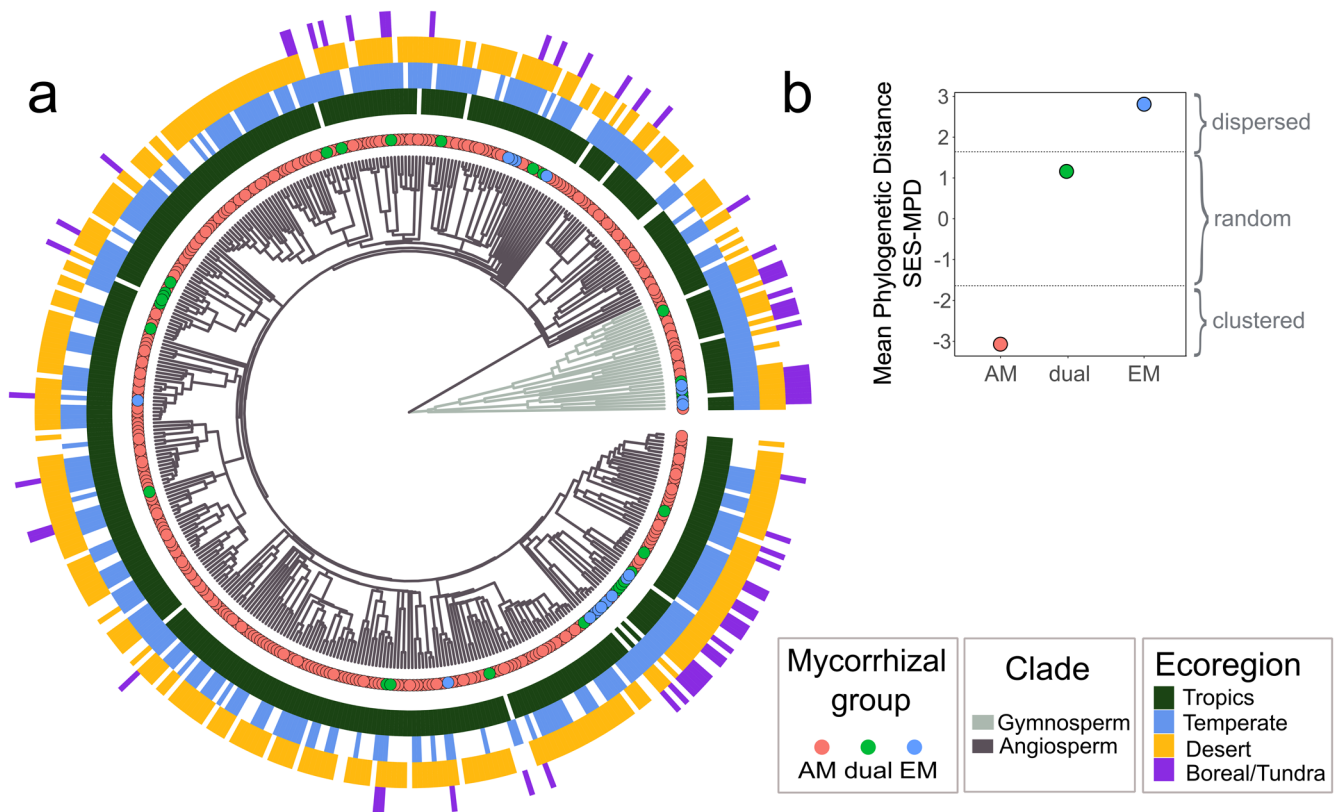 a
b
Mean Phylogenetic Distance
SES-MPD
3
2
1
0
-1
-2
-3
AM dual EM
dispersed
random
clustered
Mycorrhizal
group
AM dual EM
Clade
Gymnosperm
Angiosperm
Ecoregion
Tropics
Temperate
Desert
Boreal/Tundra